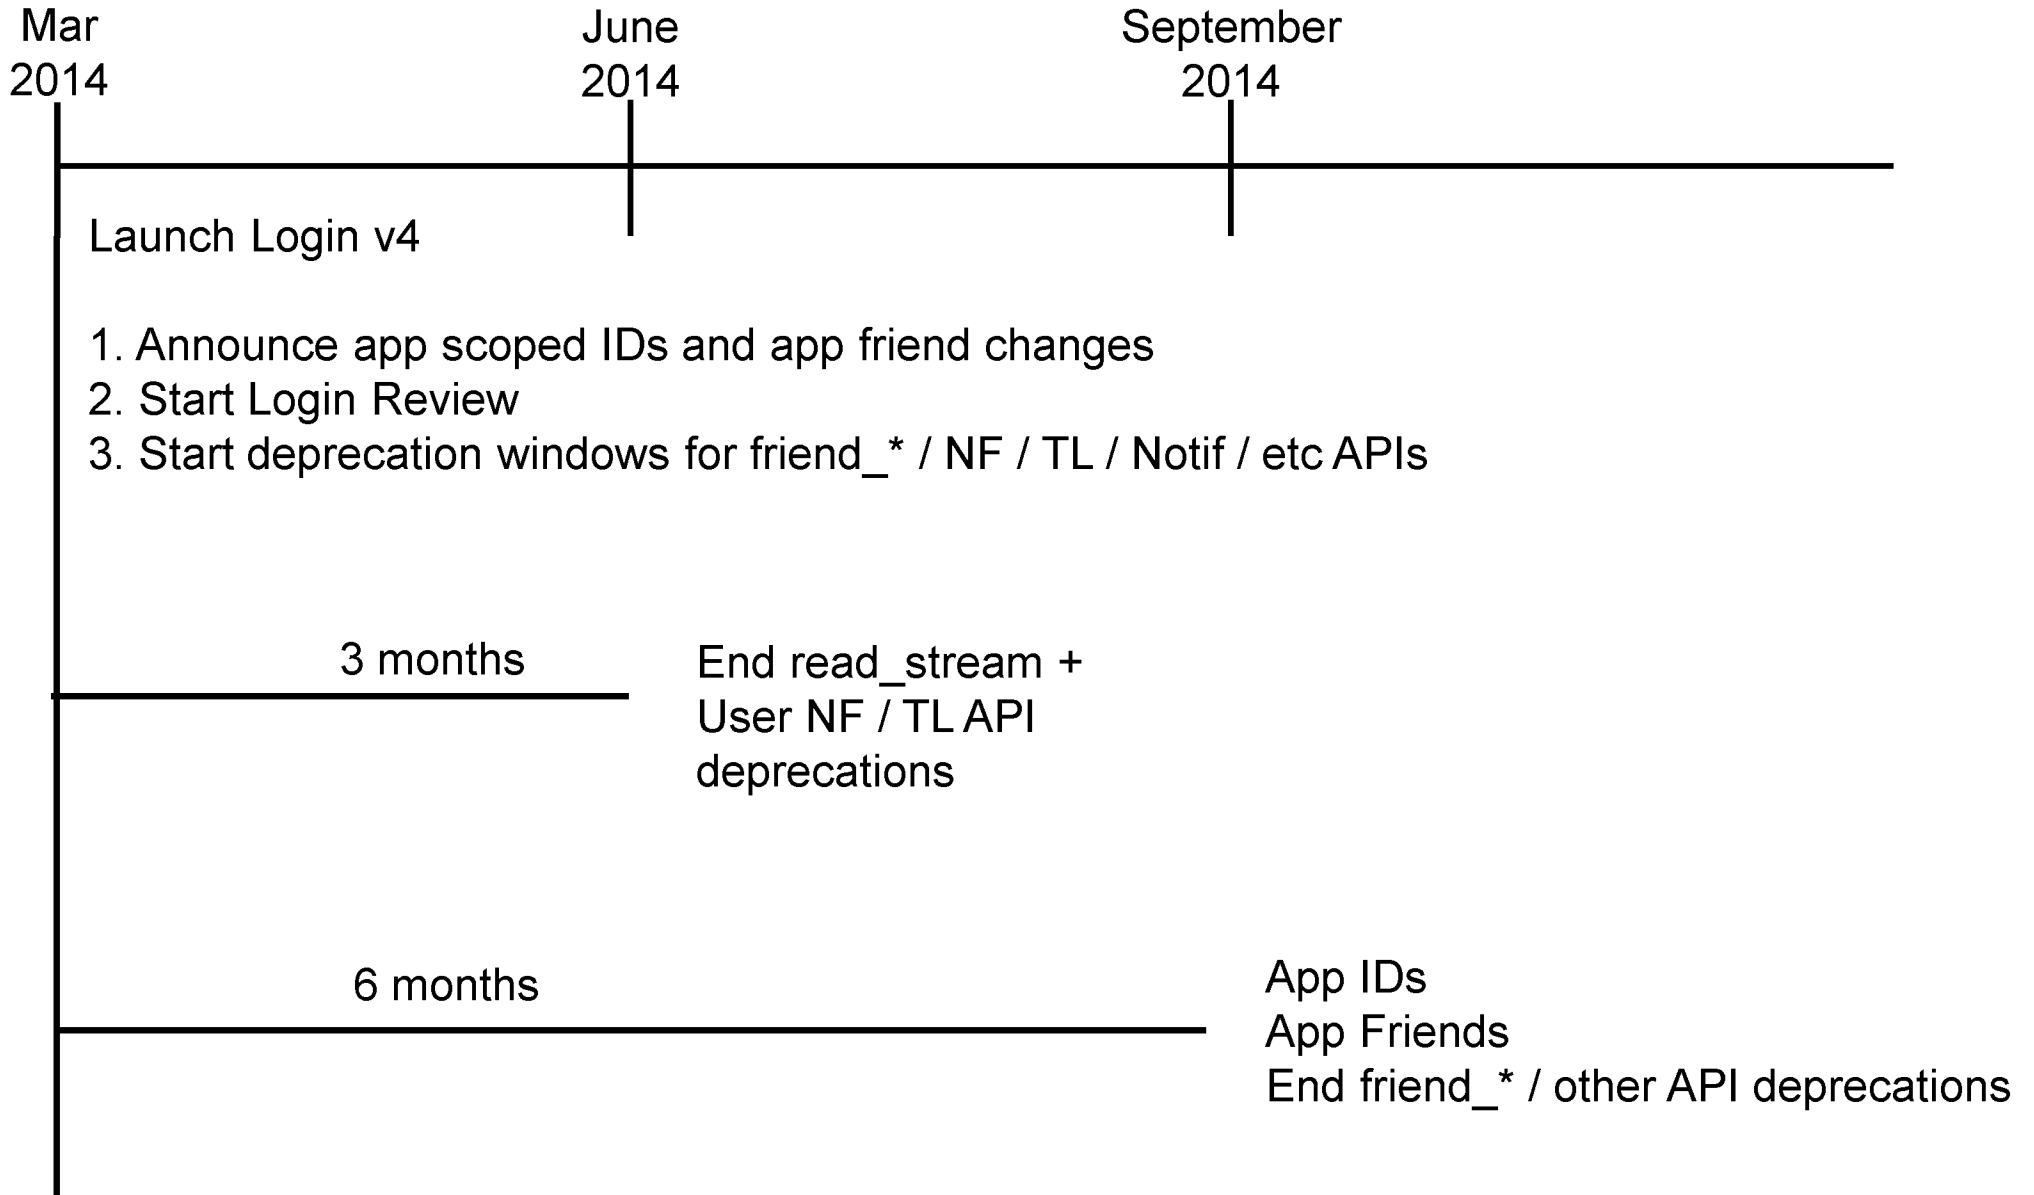 Mar
2014
June
2014
September
2014
Launch Login v4
1. Announce app scoped IDs and app friend changes
2. Start Login Review
3. Start deprecation windows for friend_* / NF / TL / Notif / etc APIs
3 months
End read_stream +
User NF / TL API
deprecations
6 months
App IDs
App Friends
End friend_* / other API deprecations